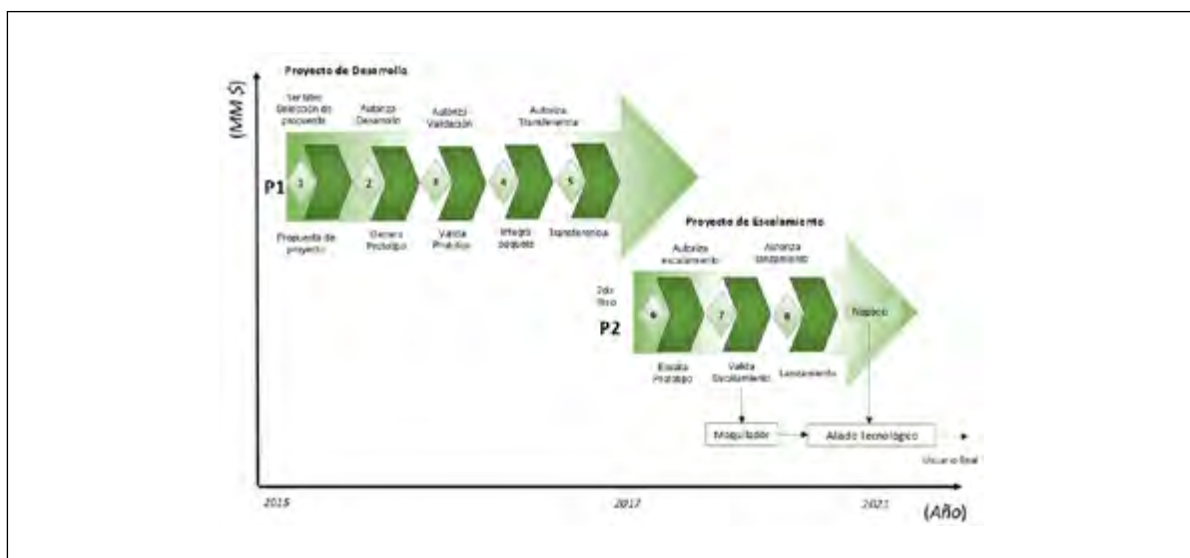 Proyecto de Desarrollo
(MM $)
Selección de
propuesta
Autoriza
Desarrollo
Autoriza
Validación
Autoriza
Transferencia
P1
1
2
3
4
5
Propuesta de
proyecto
Genera
Prototipo
Valida
Prototipo
Integra
paquete
Transferencia
Proyecto de Escalamiento
Autoriza
escalamiento
Autoriza
lanzamiento
2do
filtro
P2
6
7
8
Negocio
Escala
Prototipo
Valida
Escalamiento
Lanzamiento
Maquilador
Aliado Tecnológico
Usuario final
2015
2017
2021
(Año)